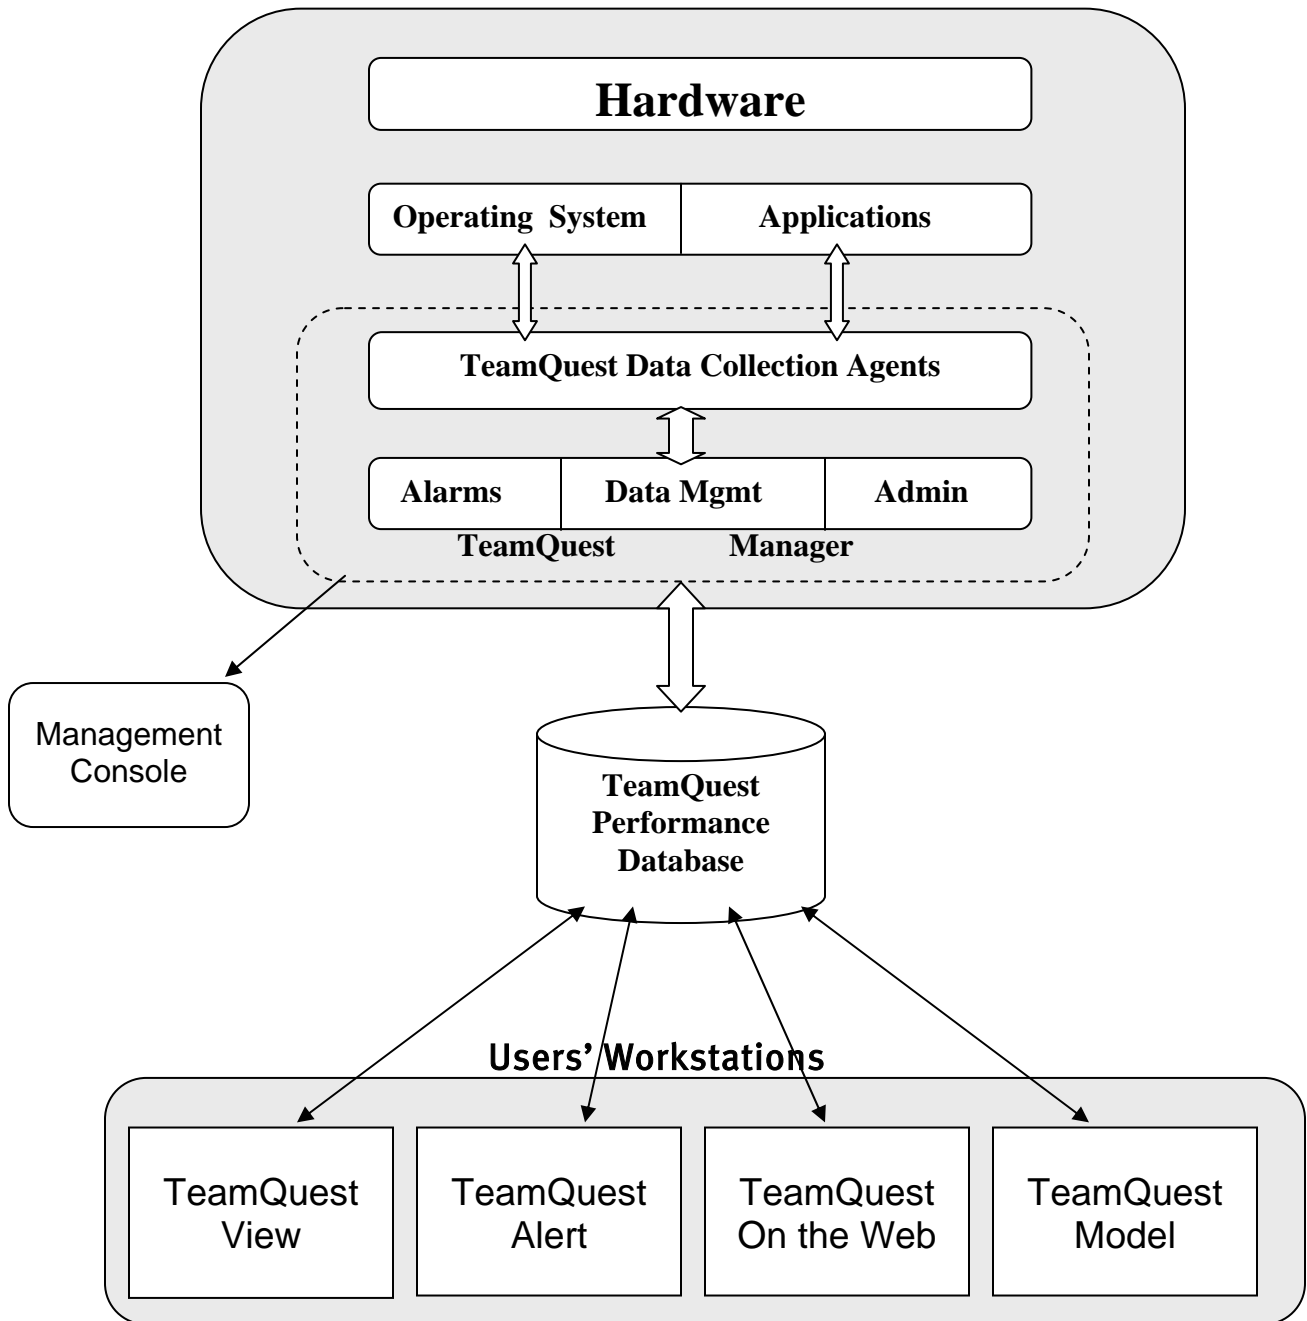 Hardware
Operating System
Applications
TeamQuest Data Collection Agents
Alarms
Data Mgmt
Admin
TeamQuest Manager
Management
Console
TeamQuest
Performance
Database
Users’ Workstations
TeamQuest
View
TeamQuest
Alert
TeamQuest
On the Web
TeamQuest
Model